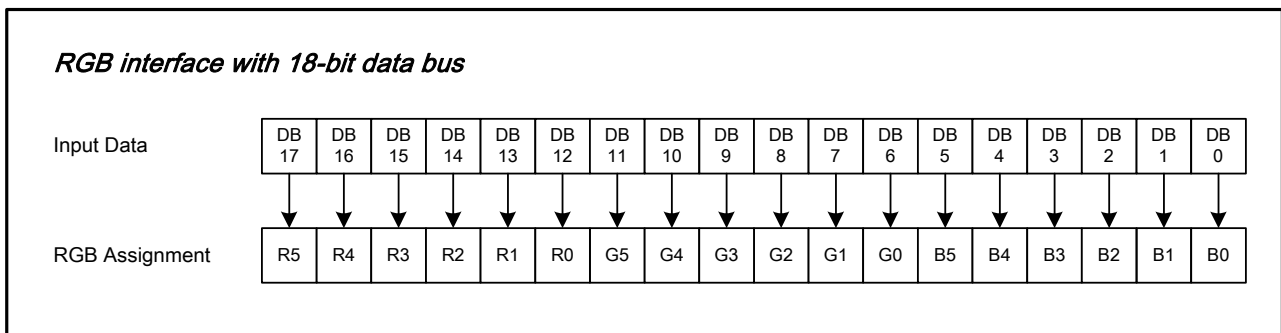 RGB interface with 18-bit data bus
Input Data DB 17 DB 16 DB 15 DB 14 DB 13 DB 12 DB 11 DB 10 DB 9 DB 8 DB 7 DB 6 DB 5 DB 4 DB 3 DB 2 DB 1 DB 0
RGB Assignment R5 R4 R3 R2 R1 R0 G5 G4 G3 G2 G1 G0 B5 B4 B3 B2 B1 B0